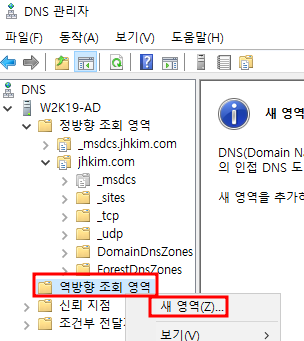 DNS 관리자
파일(F) 동작(A) 보기(V) 도움말(H)
DNS
W2K19-AD
정방향 조회 영역
_msdcs.jhkim.com
jhkim.com
_msdcs
_sites
_tcp
_udp
DomainDnsZones
ForestDnsZones
역방향 조회 영역
신뢰 지점
조건부 전달
새 영역(Z)...
보기(V)
새 영역
DNS(Domain Na
의 인접 DNS 도
새 영역을 추가하